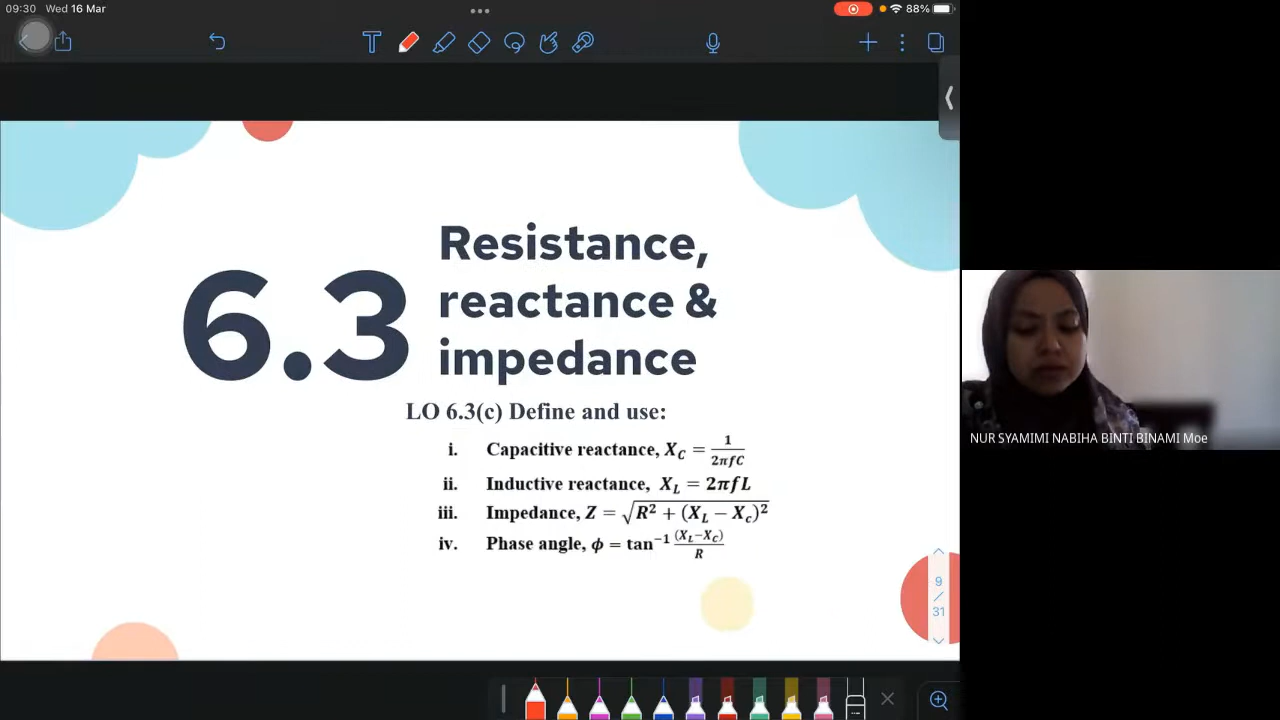 09:30 Wed 16 Mar
88%
T
6.3
Resistance,
reactance &
impedance
LO 6.3(c) Define and use:
i. Capacitive reactance, X_C = 1/(2πfC)
ii. Inductive reactance, X_L = 2πfL
iii. Impedance, Z = √(R² + (X_L − X_c)²)
iv. Phase angle, ϕ = tan⁻¹ (X_L−X_C)/R
9
/
31
NUR SYAMIMI NABIHA BINTI BINAMI Moe